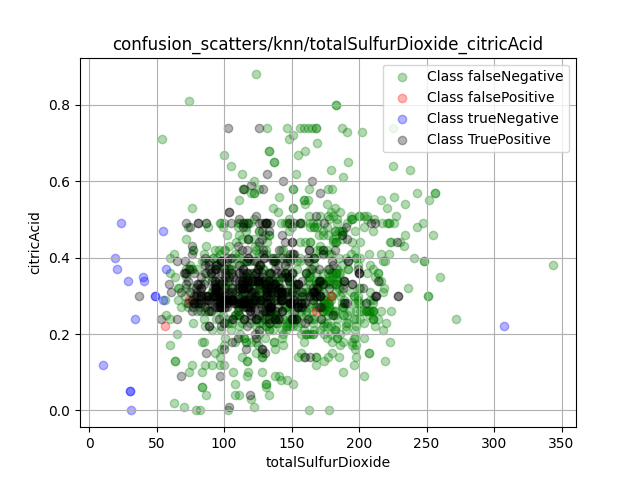 confusion_scatters/knn/totalSulfurDioxide_citricAcid
Class falseNegative
Class falsePositive
Class trueNegative
Class TruePositive
citricAcid
0.8
0.6
0.4
0.2
0.0
0 50 100 150 200 250 300 350
totalSulfurDioxide